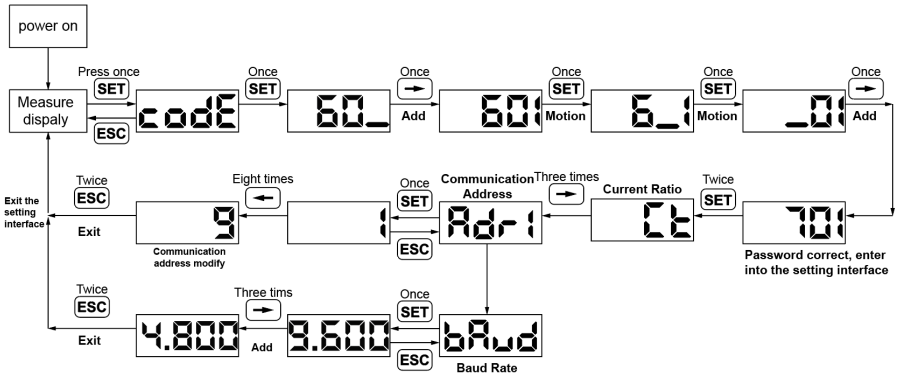 power on
Measure
dispaly
Press once
SET
ESC
codE
Once
SET
60_
Once
Add
601
Once
SET
Motion
6_1
Once
SET
Motion
_01
Once
Add
701
Password correct, enter
into the setting interface
Twice
SET
Current Ratio
Ct
Three times
Communication
Address
Adr1
Once
SET
ESC
1
Eight times
9
Communication
address modify
Twice
ESC
Exit
Exit the
setting
interface
bAud
Baud Rate
Once
SET
ESC
9.600
Three tims
Add
4.800
Twice
ESC
Exit